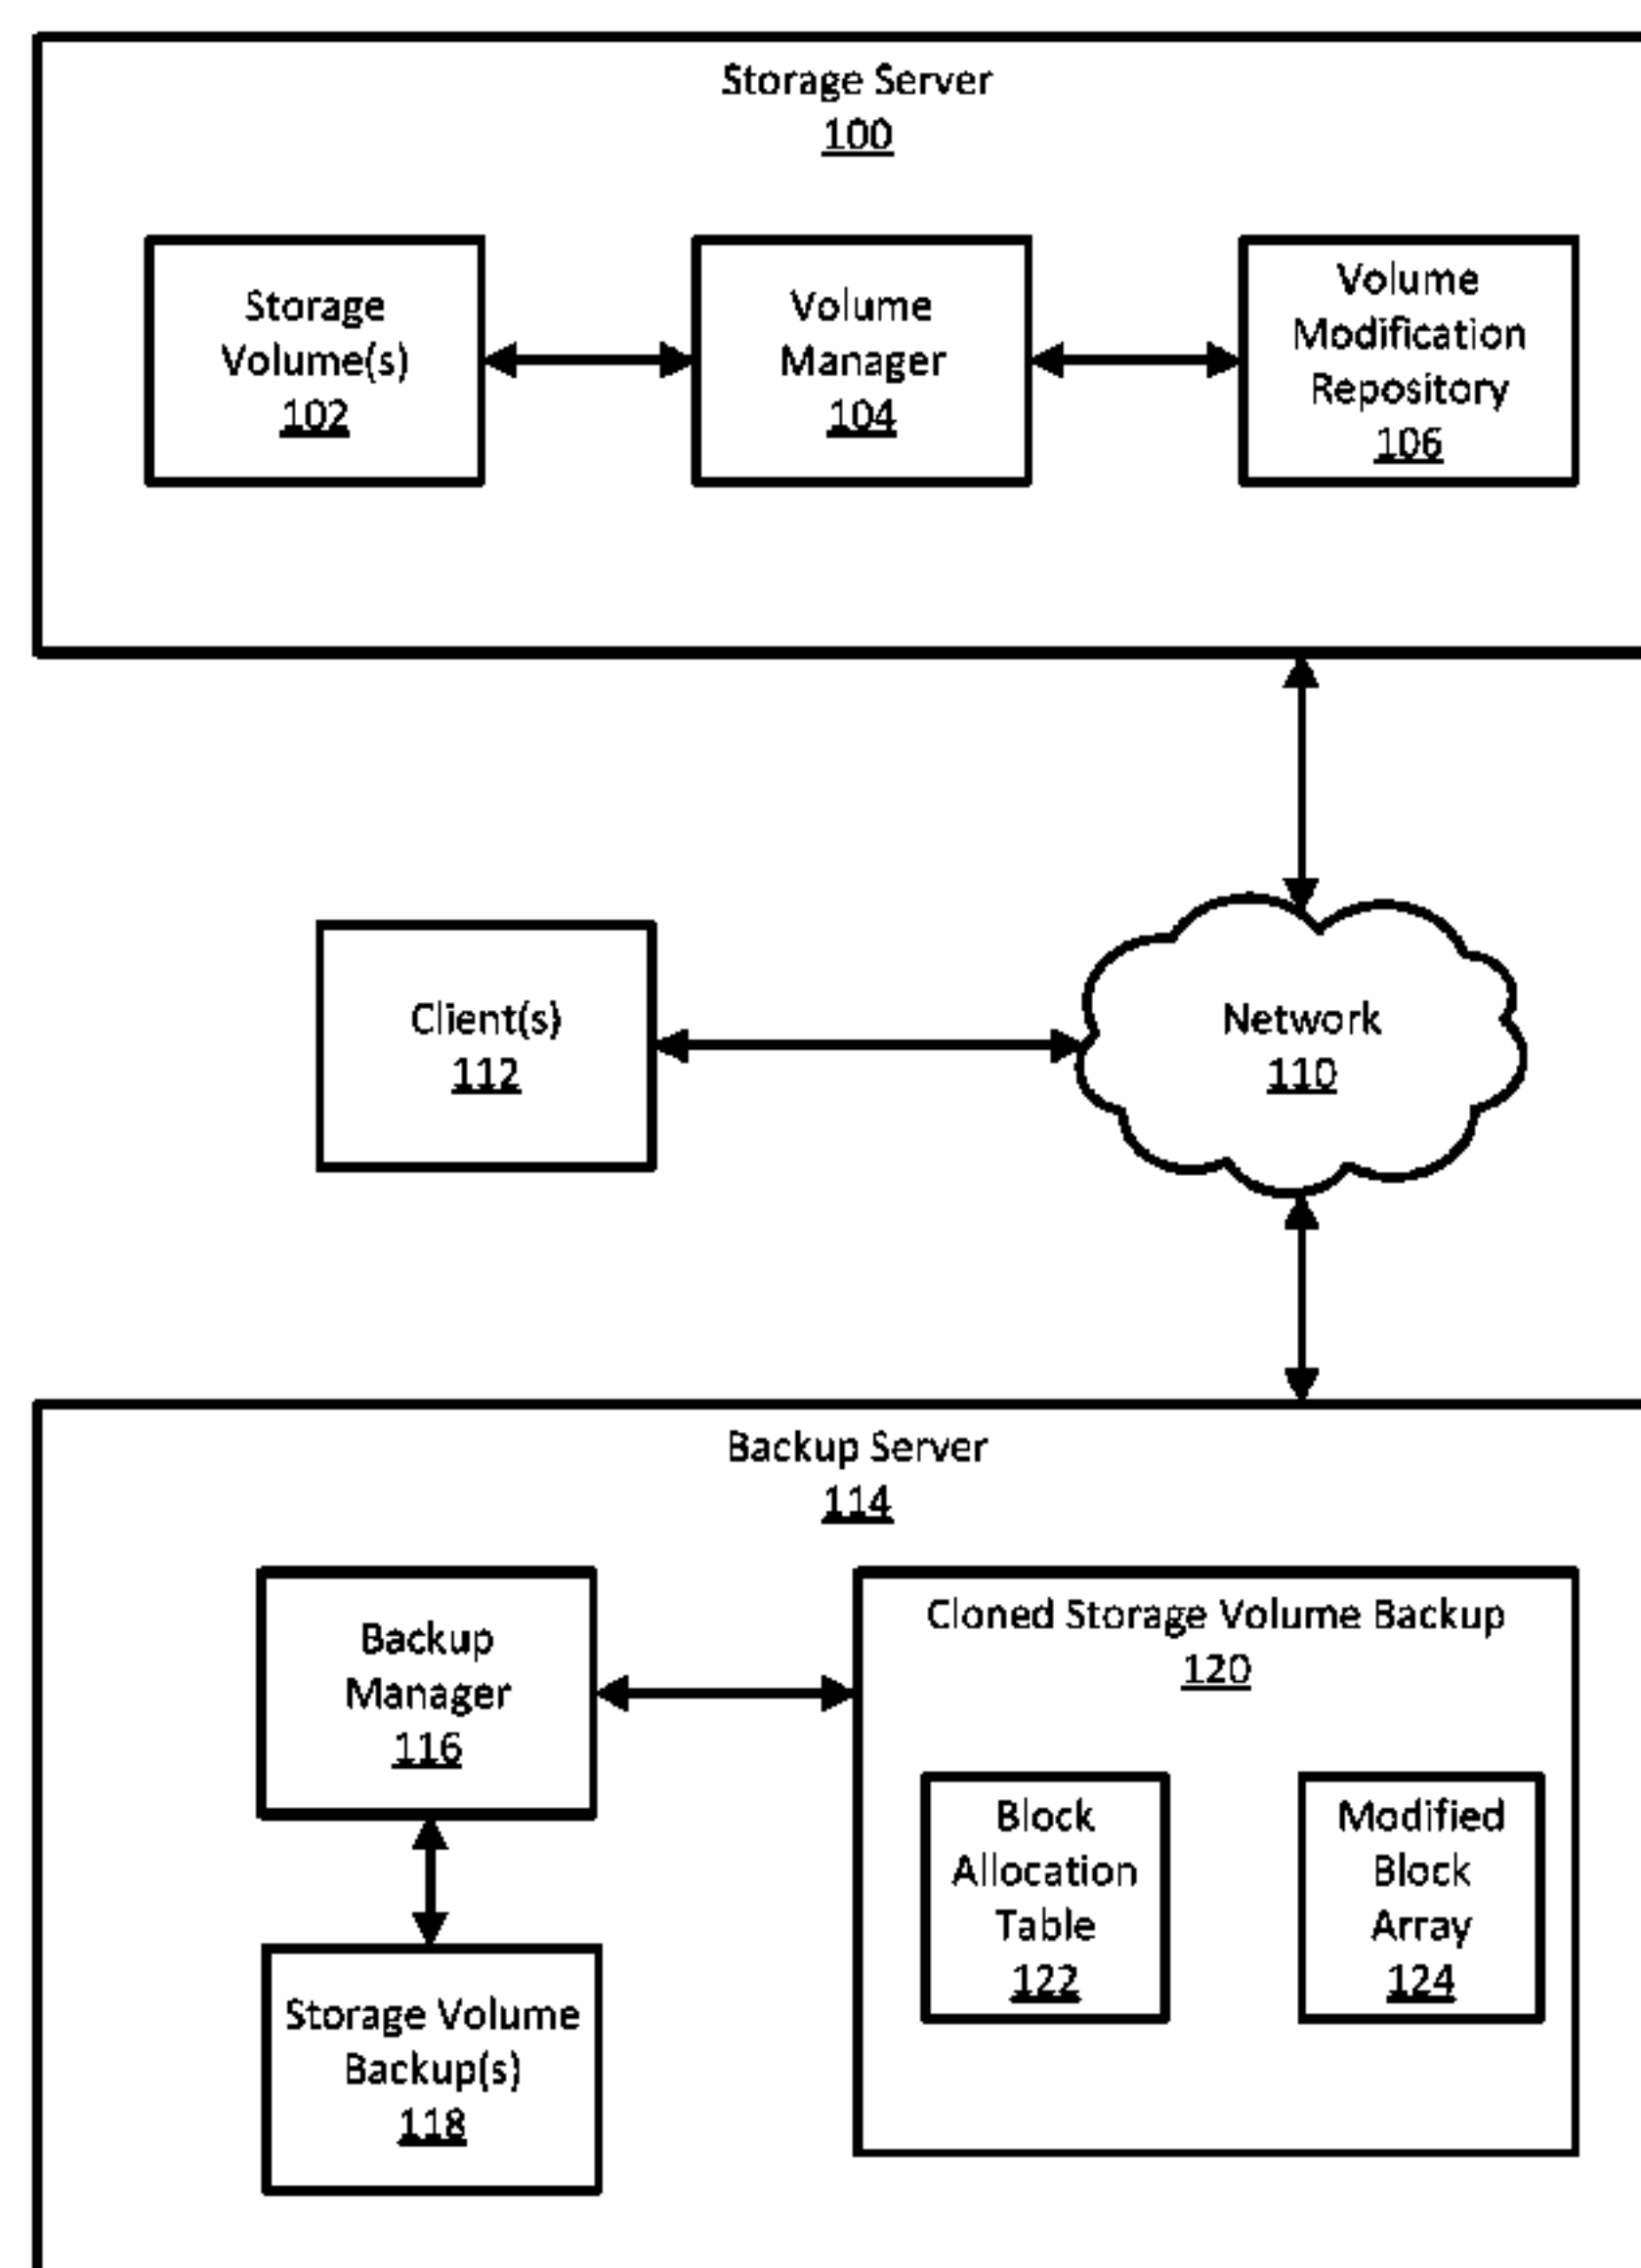 Storage Server
100
Storage
Volume(s)
102
Volume
Manager
104
Volume
Modification
Repository
106
Client(s)
112
Network
110
Backup Server
114
Backup
Manager
116
Cloned Storage Volume Backup
120
Block
Allocation
Table
122
Modified
Block
Array
124
Storage Volume
Backup(s)
118